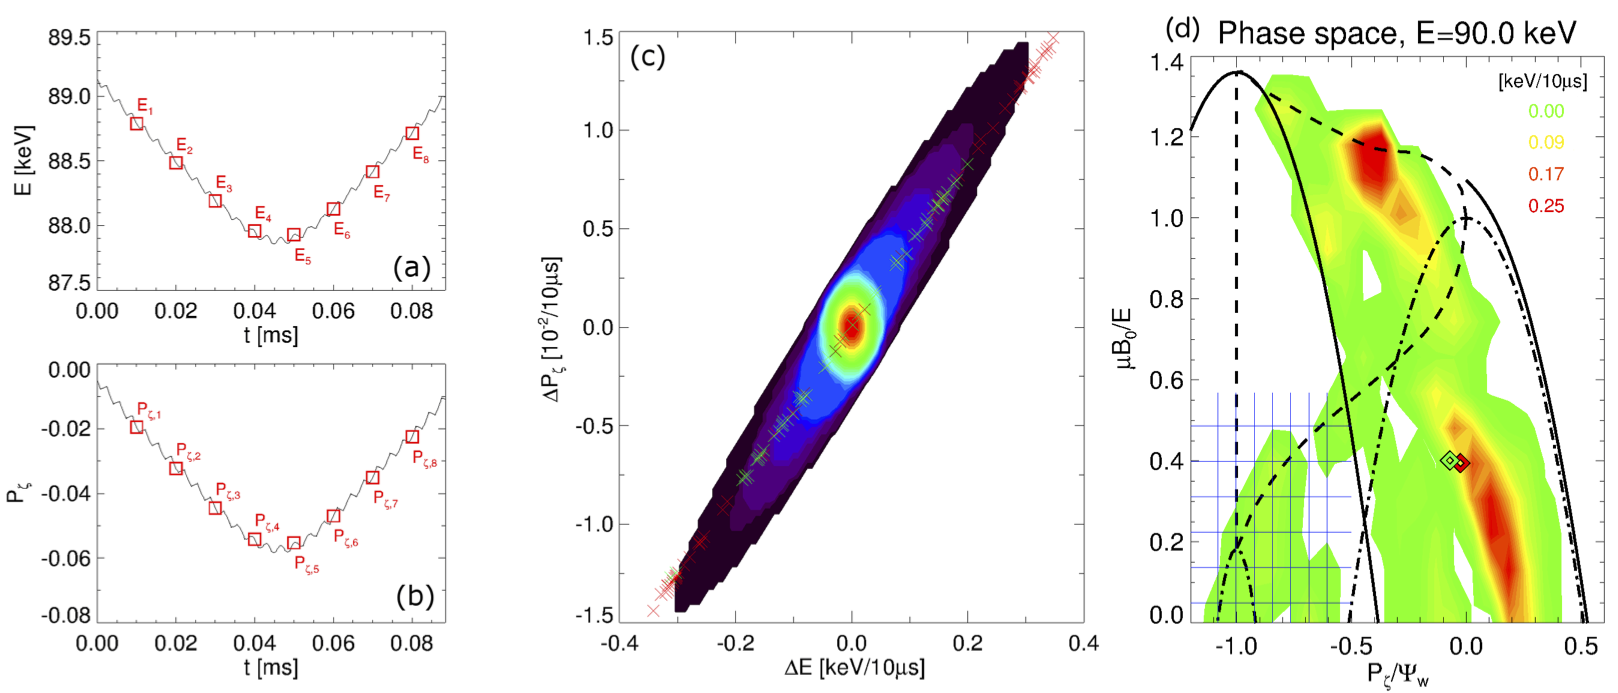 89.5
89.0
88.5
88.0
87.5
E [keV]
E1
E2
E3
E4
E5
E6
E7
E8
(a)
0.00 0.02 0.04 0.06 0.08
t [ms]
0.00
-0.02
-0.04
-0.06
-0.08
Pζ
Pζ,1
Pζ,2
Pζ,3
Pζ,4
Pζ,5
Pζ,6
Pζ,7
Pζ,8
(b)
0.00 0.02 0.04 0.06 0.08
t [ms]
(c)
1.5
1.0
0.5
0.0
-0.5
-1.0
-1.5
ΔPζ [10⁻²/10μs]
-0.4 -0.2 0.0 0.2 0.4
ΔE [keV/10μs]
(d) Phase space, E=90.0 keV
[keV/10μs]
0.00
0.09
0.17
0.25
1.4
1.2
1.0
0.8
0.6
0.4
0.2
0.0
μB₀/E
-1.0 -0.5 0.0 0.5
Pζ/Ψw